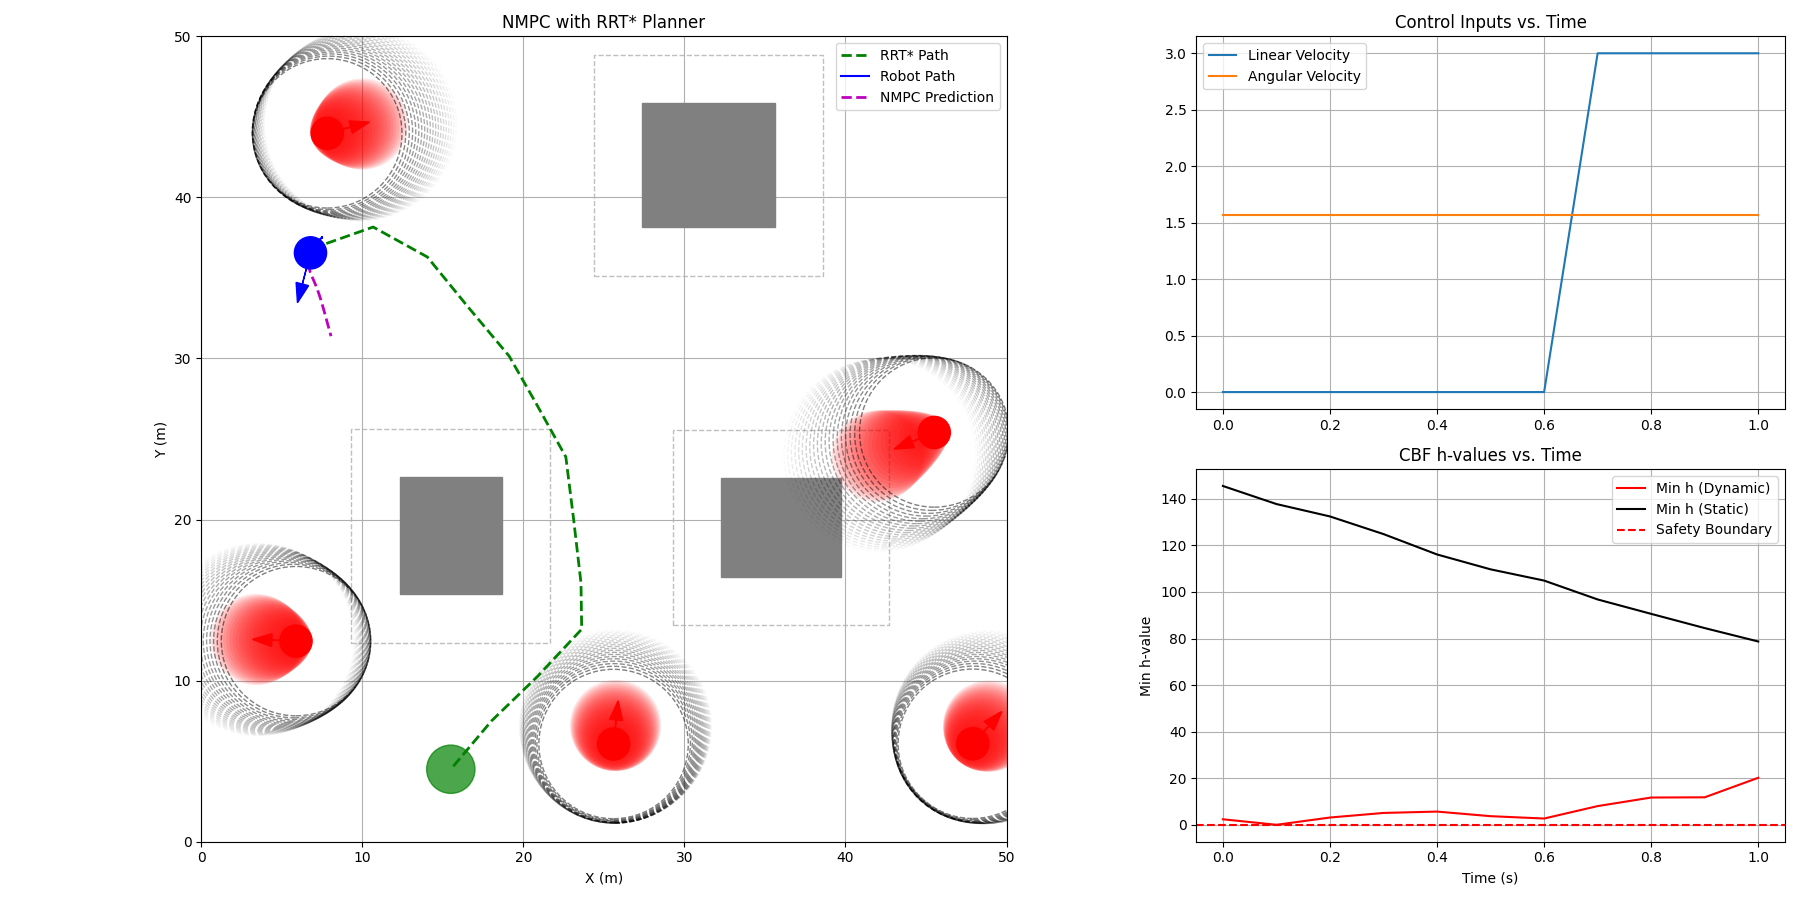 NMPC with RRT* Planner
RRT* Path
Robot Path
NMPC Prediction
Y (m)
50
40
30
20
10
0
0 10 20 30 40 50
X (m)
Control Inputs vs. Time
Linear Velocity
Angular Velocity
3.0
2.5
2.0
1.5
1.0
0.5
0.0
0.0 0.2 0.4 0.6 0.8 1.0
CBF h-values vs. Time
Min h (Dynamic)
Min h (Static)
Safety Boundary
Min h-value
140
120
100
80
60
40
20
0
0.0 0.2 0.4 0.6 0.8 1.0
Time (s)